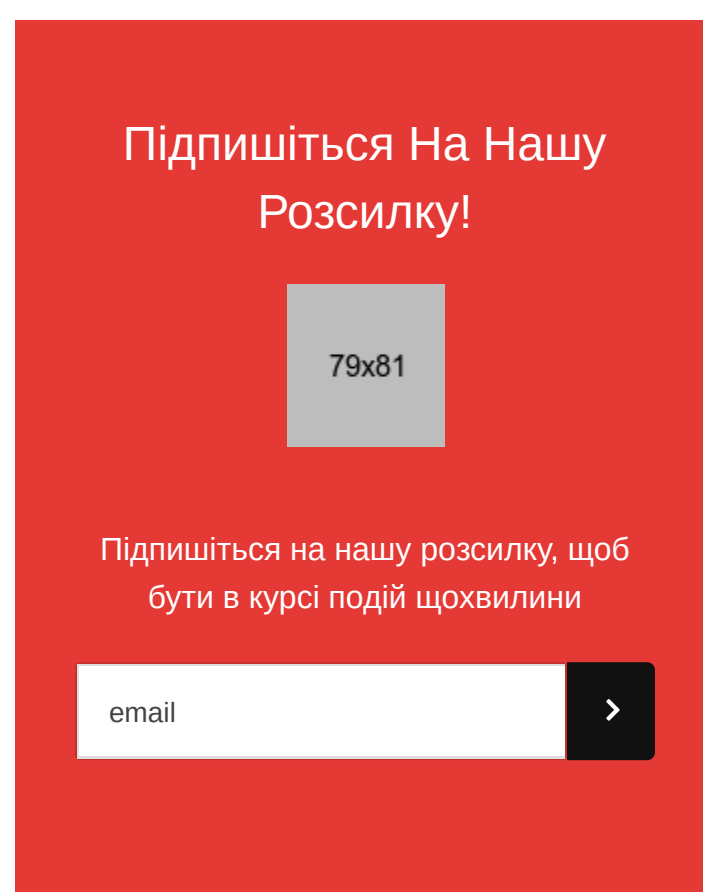 Підпишіться На Нашу
Розсилку!
79x81
Підпишіться на нашу розсилку, щоб
бути в курсі подій щохвилини
email